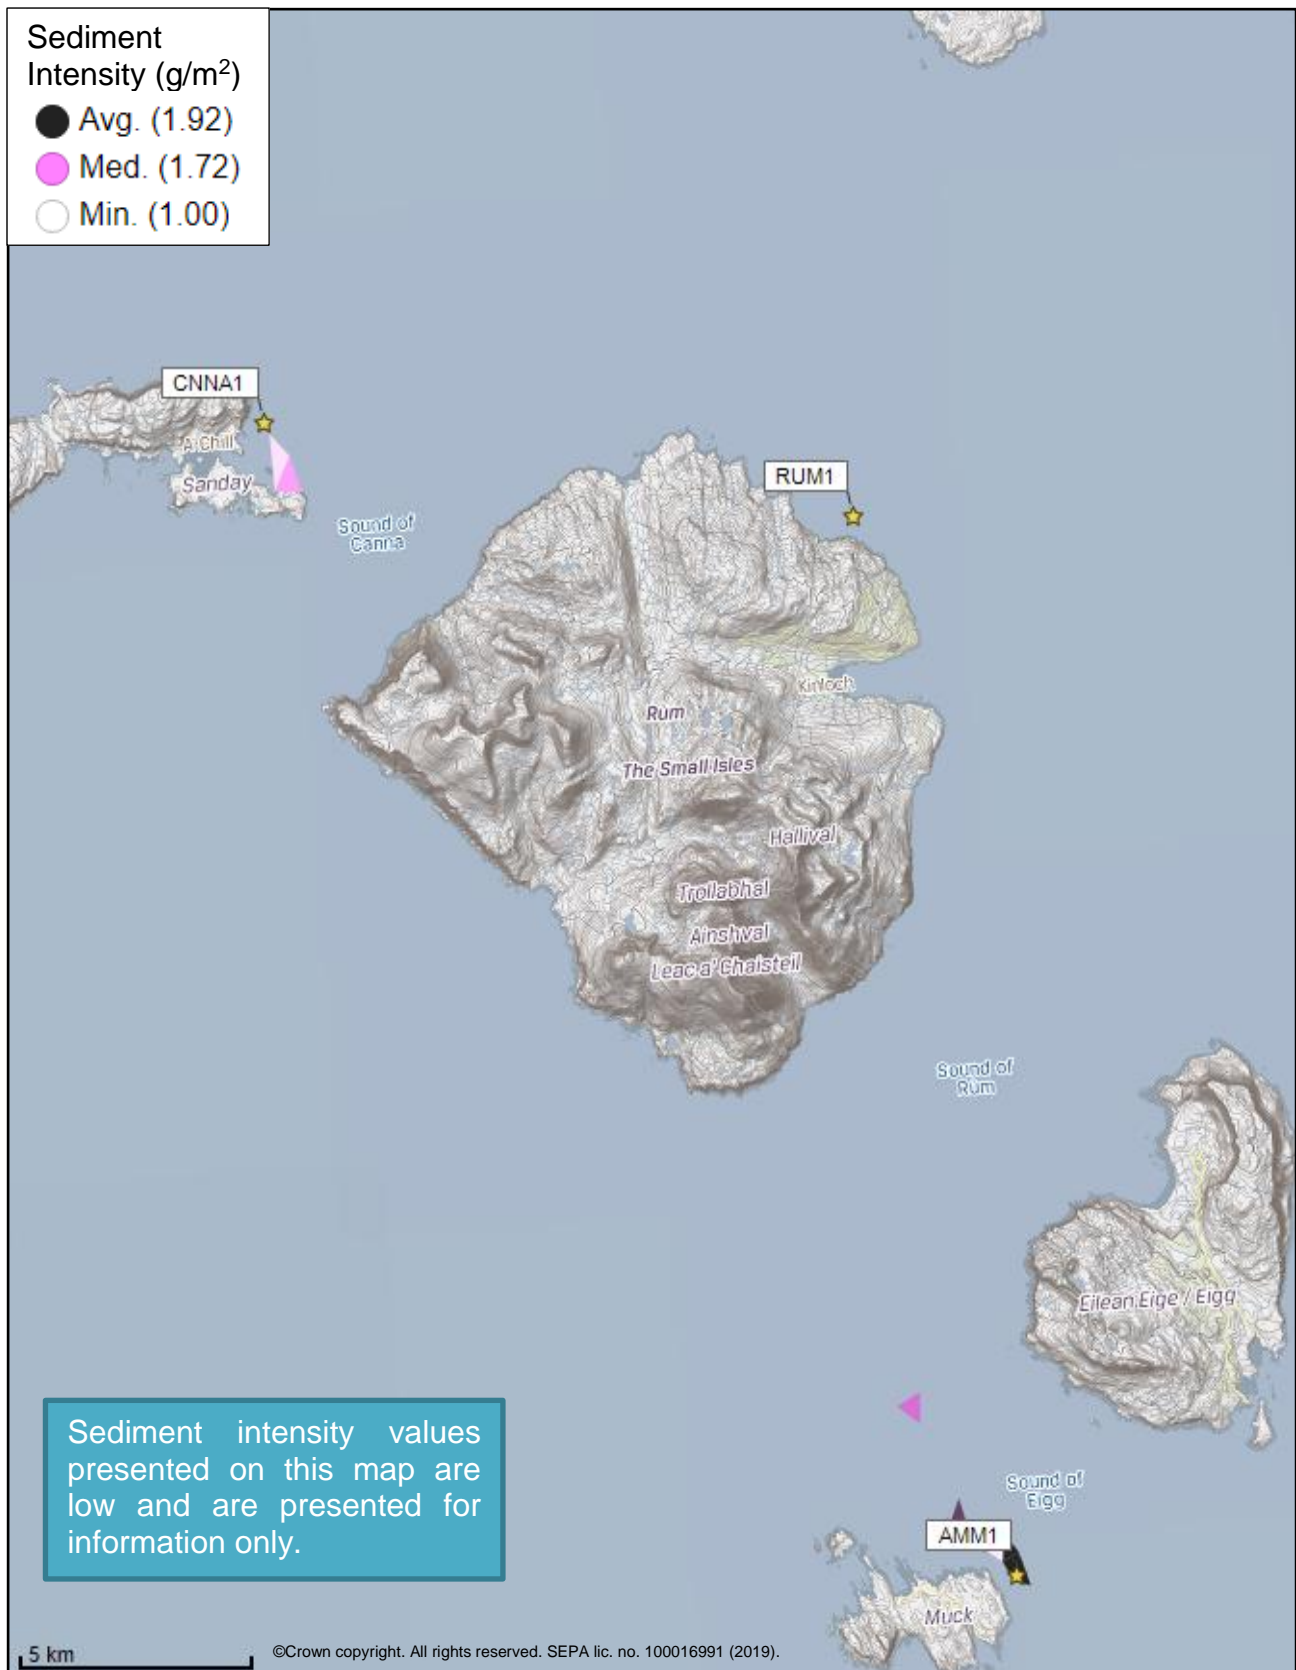 Sediment
Intensity (g/m²)
Avg. (1.92)
Med. (1.72)
Min. (1.00)
CNNA1
A'Chill
Sanday
Sound of
Canna
RUM1
Kinloch
Rum
The Small Isles
Hallival
Trollabhal
Ainshval
Leac a' Chaisteil
Sound of
Rum
Eilean Eige / Eigg
Sediment intensity values
presented on this map are
low and are presented for
information only.
Sound of
Eigg
AMM1
Muck
5 km
©Crown copyright. All rights reserved. SEPA lic. no. 100016991 (2019).